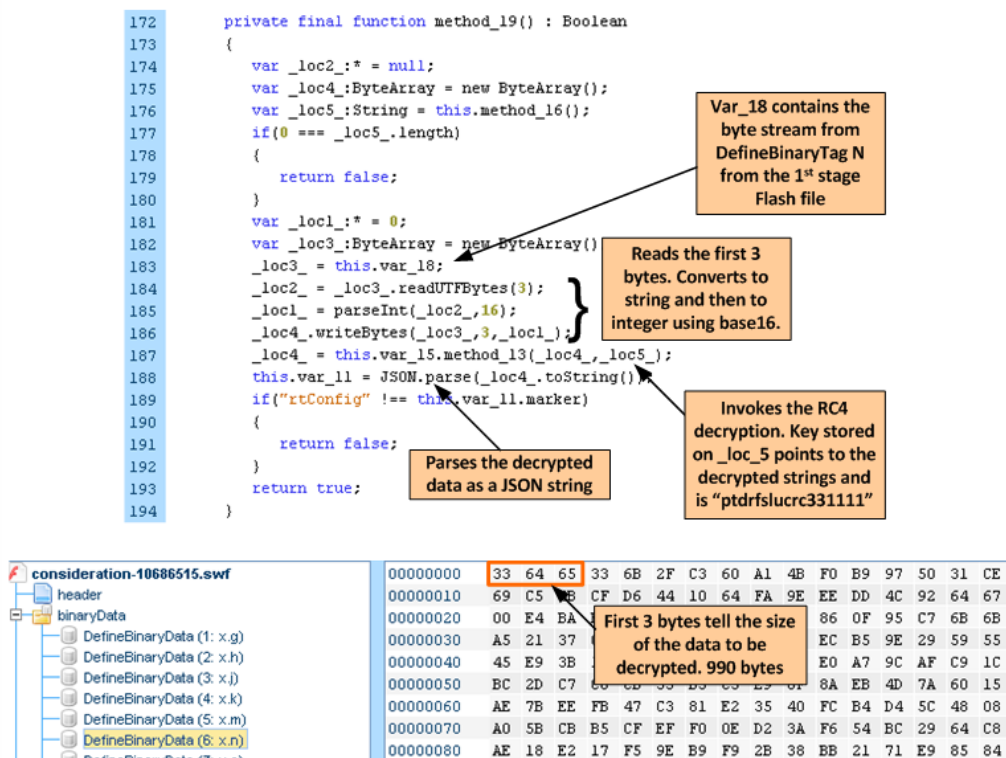 172 private final function method_19() : Boolean
173 {
174 var _loc2_:* = null;
175 var _loc4_:ByteArray = new ByteArray();
176 var _loc5_:String = this.method_16();
177 if(0 === _loc5_.length)
178 {
179 return false;
180 }
181 var _loc1_:* = 0;
182 var _loc3_:ByteArray = new ByteArray()
183 _loc3_ = this.var_18;
184 _loc2_ = _loc3_.readUTFBytes(3);
185 _loc1_ = parseInt(_loc2_,16);
186 _loc4_.writeBytes(_loc3_,3,_loc1_);
187 _loc4_ = this.var_15.method_13(_loc4_,_loc5_);
188 this.var_11 = JSON.parse(_loc4_.toString());
189 if("rtConfig" !== this.var_11.marker)
190 {
191 return false;
192 }
193 return true;
194 }
Var_18 contains the
byte stream from
DefineBinaryTag N
from the 1st stage
Flash file
Reads the first 3
bytes. Converts to
string and then to
integer using base16.
Invokes the RC4
decryption. Key stored
on _loc_5 points to the
decrypted strings and
is "ptdrfslucrc331111"
Parses the decrypted
data as a JSON string
consideration-10686515.swf
header
binaryData
DefineBinaryData (1: x.g)
DefineBinaryData (2: x.h)
DefineBinaryData (3: x.j)
DefineBinaryData (4: x.k)
DefineBinaryData (5: x.m)
DefineBinaryData (6: x.n)
00000000 33 64 65 33 6B 2F C3 60 A1 4B F0 B9 97 50 31 CE
00000010 69 C5 CF D6 44 10 64 FA 9E EE DD 4C 92 64 67
00000020 00 E4 BA 86 0F 95 C7 6B 6B
A5 21 37 EC B5 9E 29 59 55
00000040 45 E9 3B E0 A7 9C AF C9 1C
00000050 BC 2D C7 8A EB 4D 7A 60 15
00000060 AE 7B EE FB 47 C3 81 E2 35 40 FC B4 D4 5C 48 08
00000070 A0 5B CB B5 CF EF F0 0E D2 3A F6 54 BC 29 64 C8
00000080 AE 18 E2 17 F5 9E B9 F9 2B 38 BB 21 71 E9 85 84
First 3 bytes tell the size
of the data to be
decrypted. 990 bytes